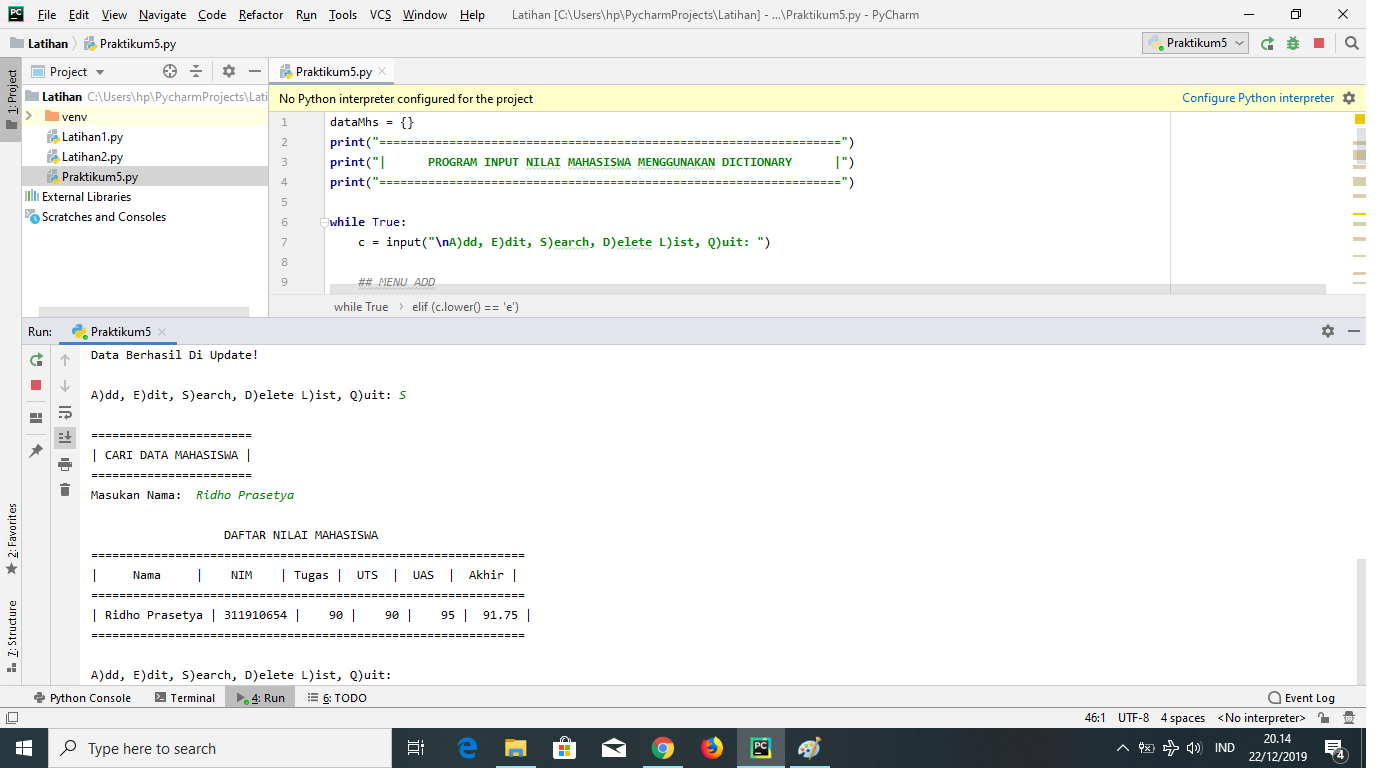 File Edit View Navigate Code Refactor Run Tools VCS Window Help Latihan [C:\Users\hp\PycharmProjects\Latihan] - ...\Praktikum5.py - PyCharm
Latihan Praktikum5.py Praktikum5
1: Project
Project
Latihan C:\Users\hp\PycharmProjects\Lati
venv
Latihan1.py
Latihan2.py
Praktikum5.py
External Libraries
Scratches and Consoles
Praktikum5.py
No Python interpreter configured for the project Configure Python interpreter
1 dataMhs = {}
2 print("==================================================================")
3 print("|      PROGRAM INPUT NILAI MAHASISWA MENGGUNAKAN DICTIONARY      |")
4 print("==================================================================")
5
6 while True:
7     c = input("\nA)dd, E)dit, S)earch, D)elete L)ist, Q)uit: ")
8
9     ## MENU ADD
while True elif (c.lower() == 'e')
Run: Praktikum5
Data Berhasil Di Update!
A)dd, E)dit, S)earch, D)elete L)ist, Q)uit: S
=======================
| CARI DATA MAHASISWA |
=======================
Masukan Nama:  Ridho Prasetya
DAFTAR NILAI MAHASISWA
==============================================================
|     Nama     |    NIM    | Tugas |  UTS  |  UAS  |  Akhir |
==============================================================
| Ridho Prasetya | 311910654 |    90 |    90 |    95 |  91.75 |
==============================================================
A)dd, E)dit, S)earch, D)elete L)ist, Q)uit:
2: Favorites
7: Structure
Python Console Terminal 4: Run 6: TODO Event Log
46:1 UTF-8 4 spaces <No interpreter>
Type here to search
PC
IND
20.14
22/12/2019
4